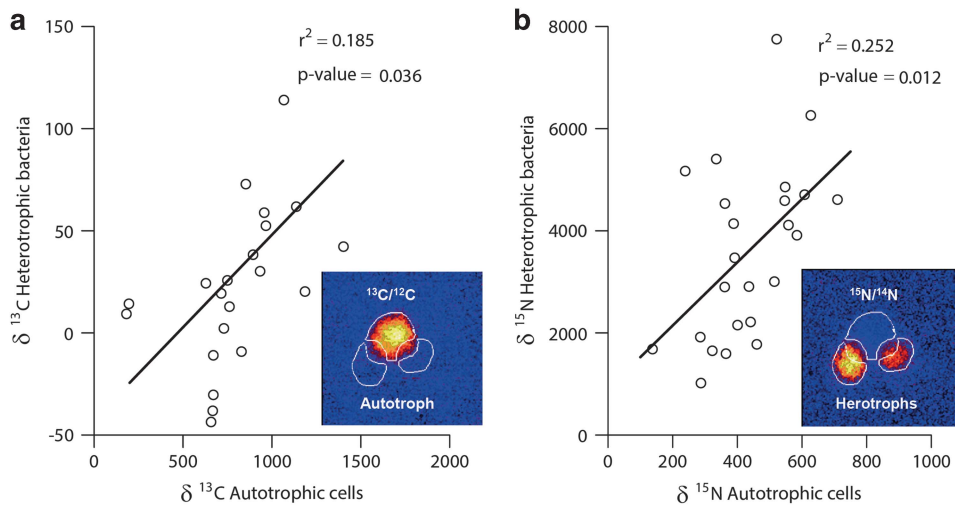 a
150
100
50
0
-50
δ ¹³C Heterotrophic bacteria
r² = 0.185
p-value = 0.036
¹³C/¹²C
Autotroph
0 500 1000 1500 2000
δ ¹³C Autotrophic cells
b
8000
6000
4000
2000
0
δ ¹⁵N Heterotrophic bacteria
r² = 0.252
p-value = 0.012
¹⁵N/¹⁴N
Herotrophs
0 200 400 600 800 1000
δ ¹⁵N Autotrophic cells